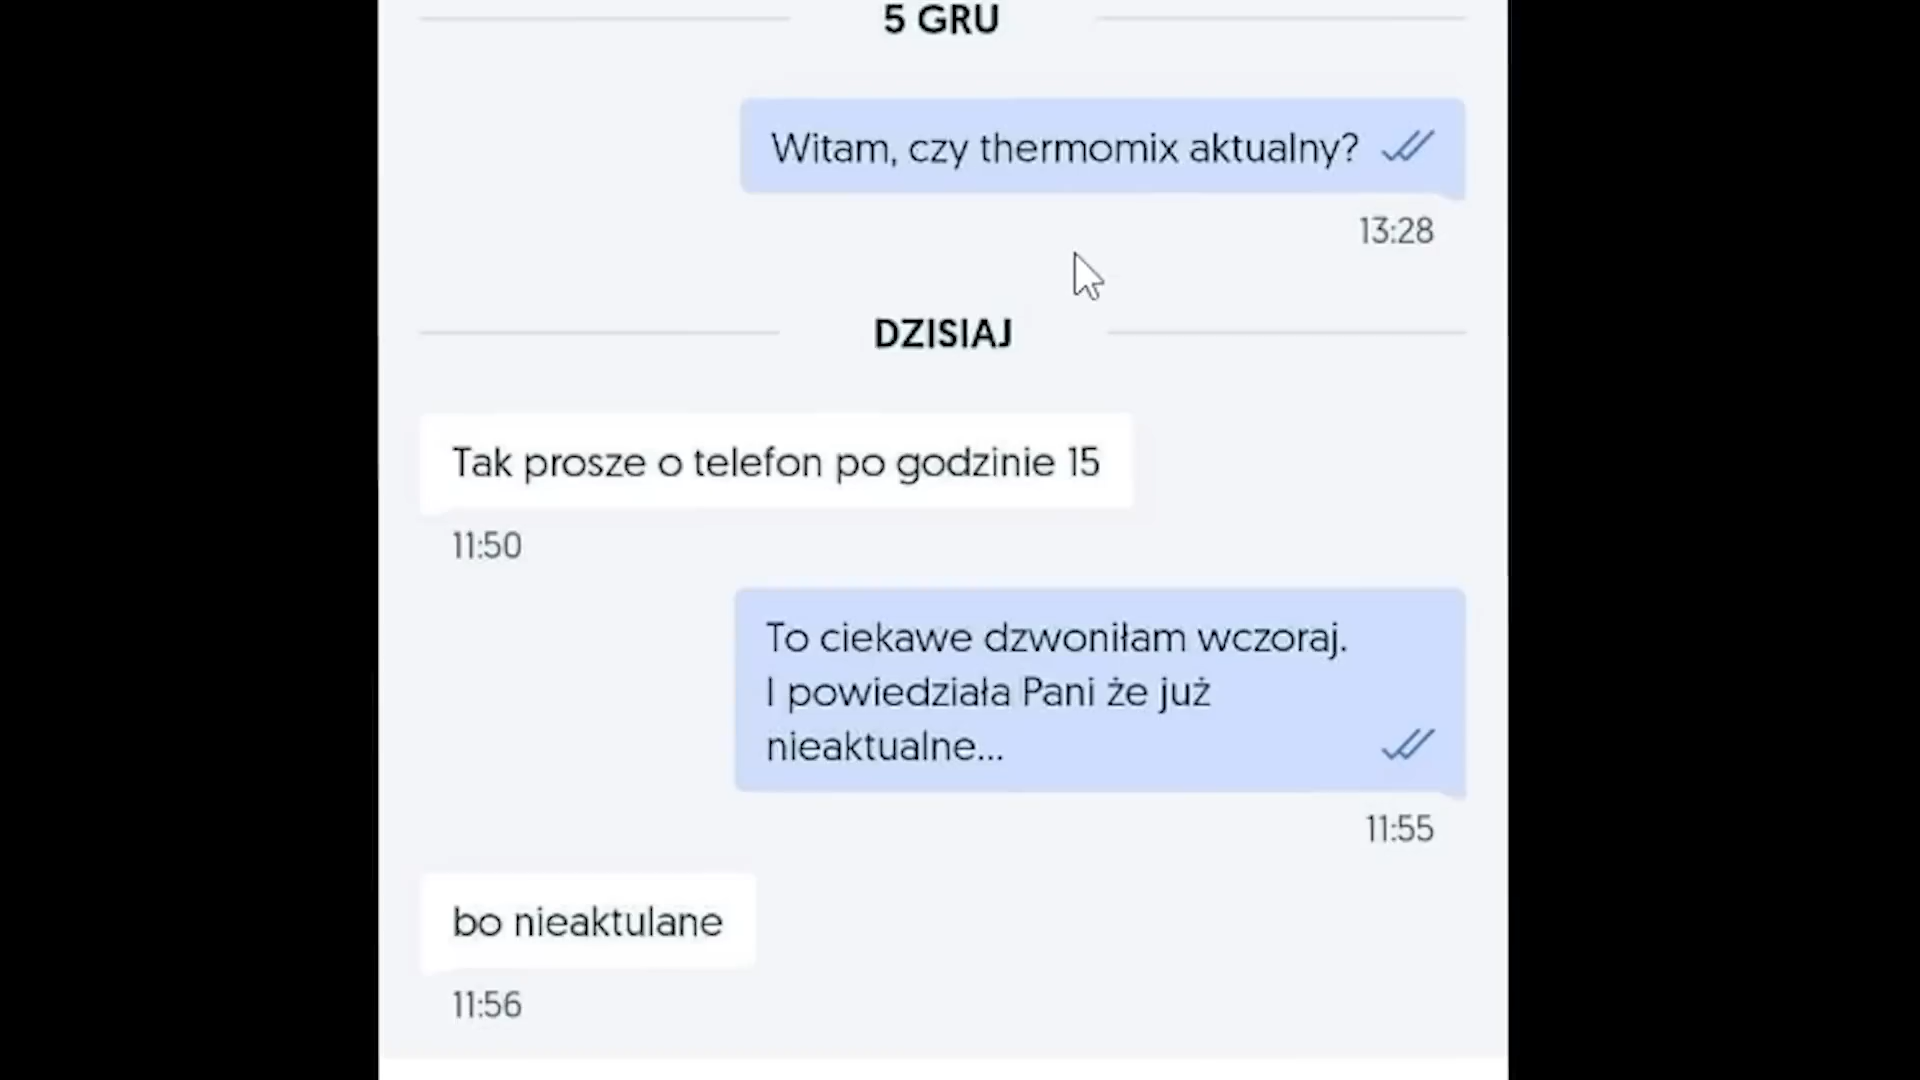 5 GRU
Witam, czy thermomix aktualny?
13:28
DZISIAJ
Tak prosze o telefon po godzinie 15
11:50
To ciekawe dzwoniłam wczoraj.
I powiedziała Pani że już
nieaktualne...
11:55
bo nieaktulane
11:56